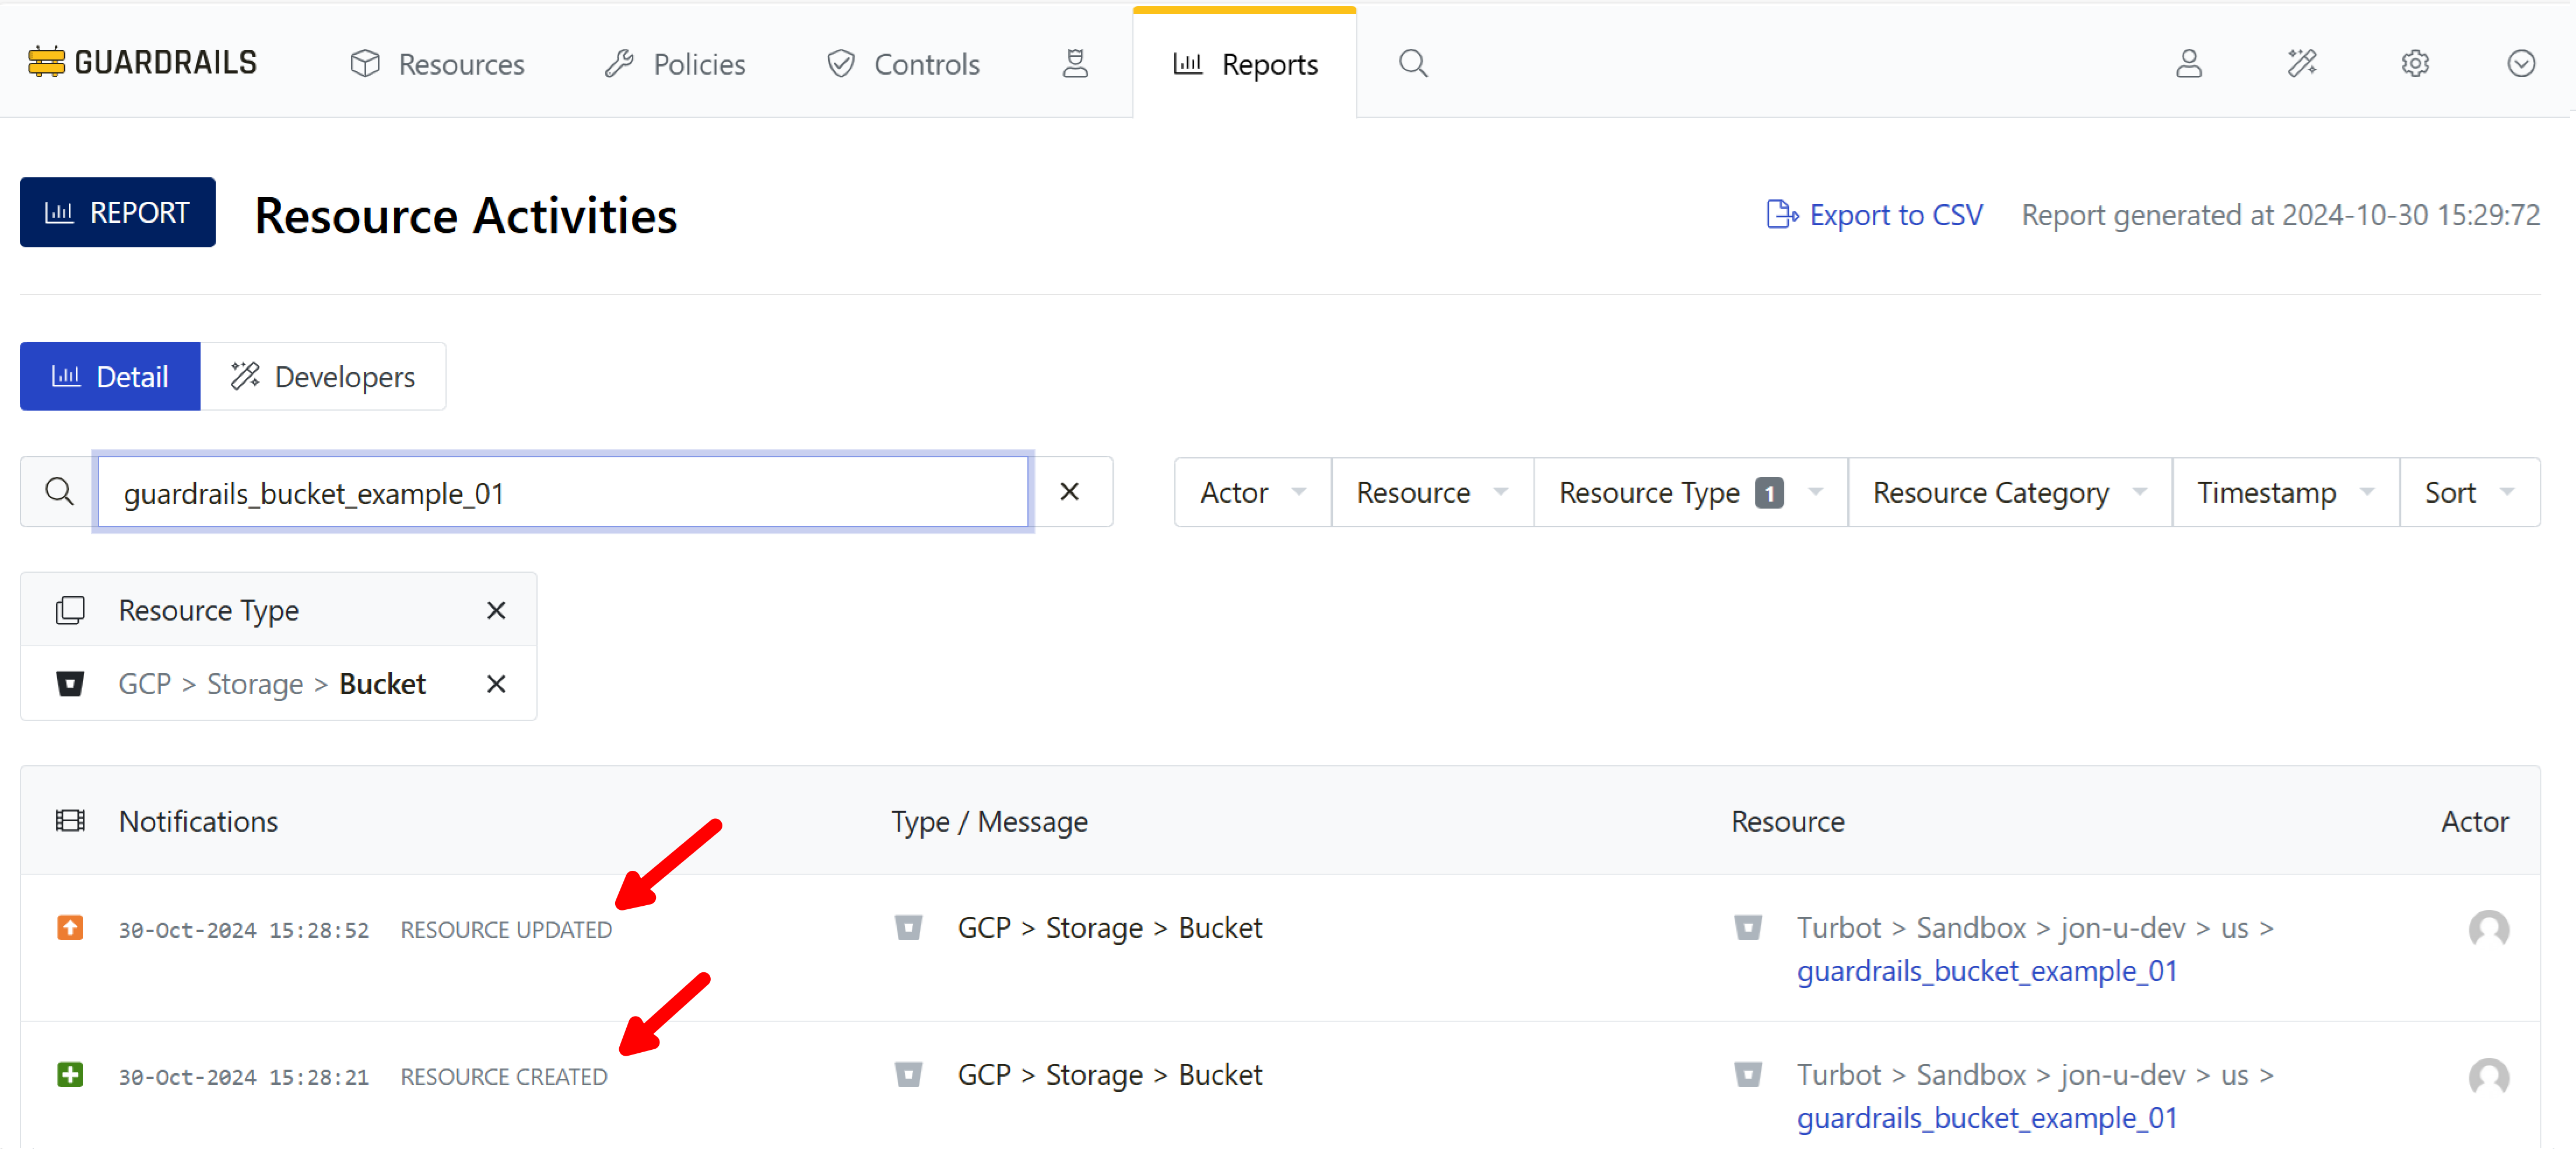 GUARDRAILS Resources Policies Controls Reports
REPORT Resource Activities Export to CSV Report generated at 2024-10-30 15:29:72
Detail Developers
guardrails_bucket_example_01 Actor Resource Resource Type 1 Resource Category Timestamp Sort
Resource Type
GCP > Storage > Bucket
Notifications Type / Message Resource Actor
30-Oct-2024 15:28:52 RESOURCE UPDATED GCP > Storage > Bucket Turbot > Sandbox > jon-u-dev > us >
guardrails_bucket_example_01
30-Oct-2024 15:28:21 RESOURCE CREATED GCP > Storage > Bucket Turbot > Sandbox > jon-u-dev > us >
guardrails_bucket_example_01